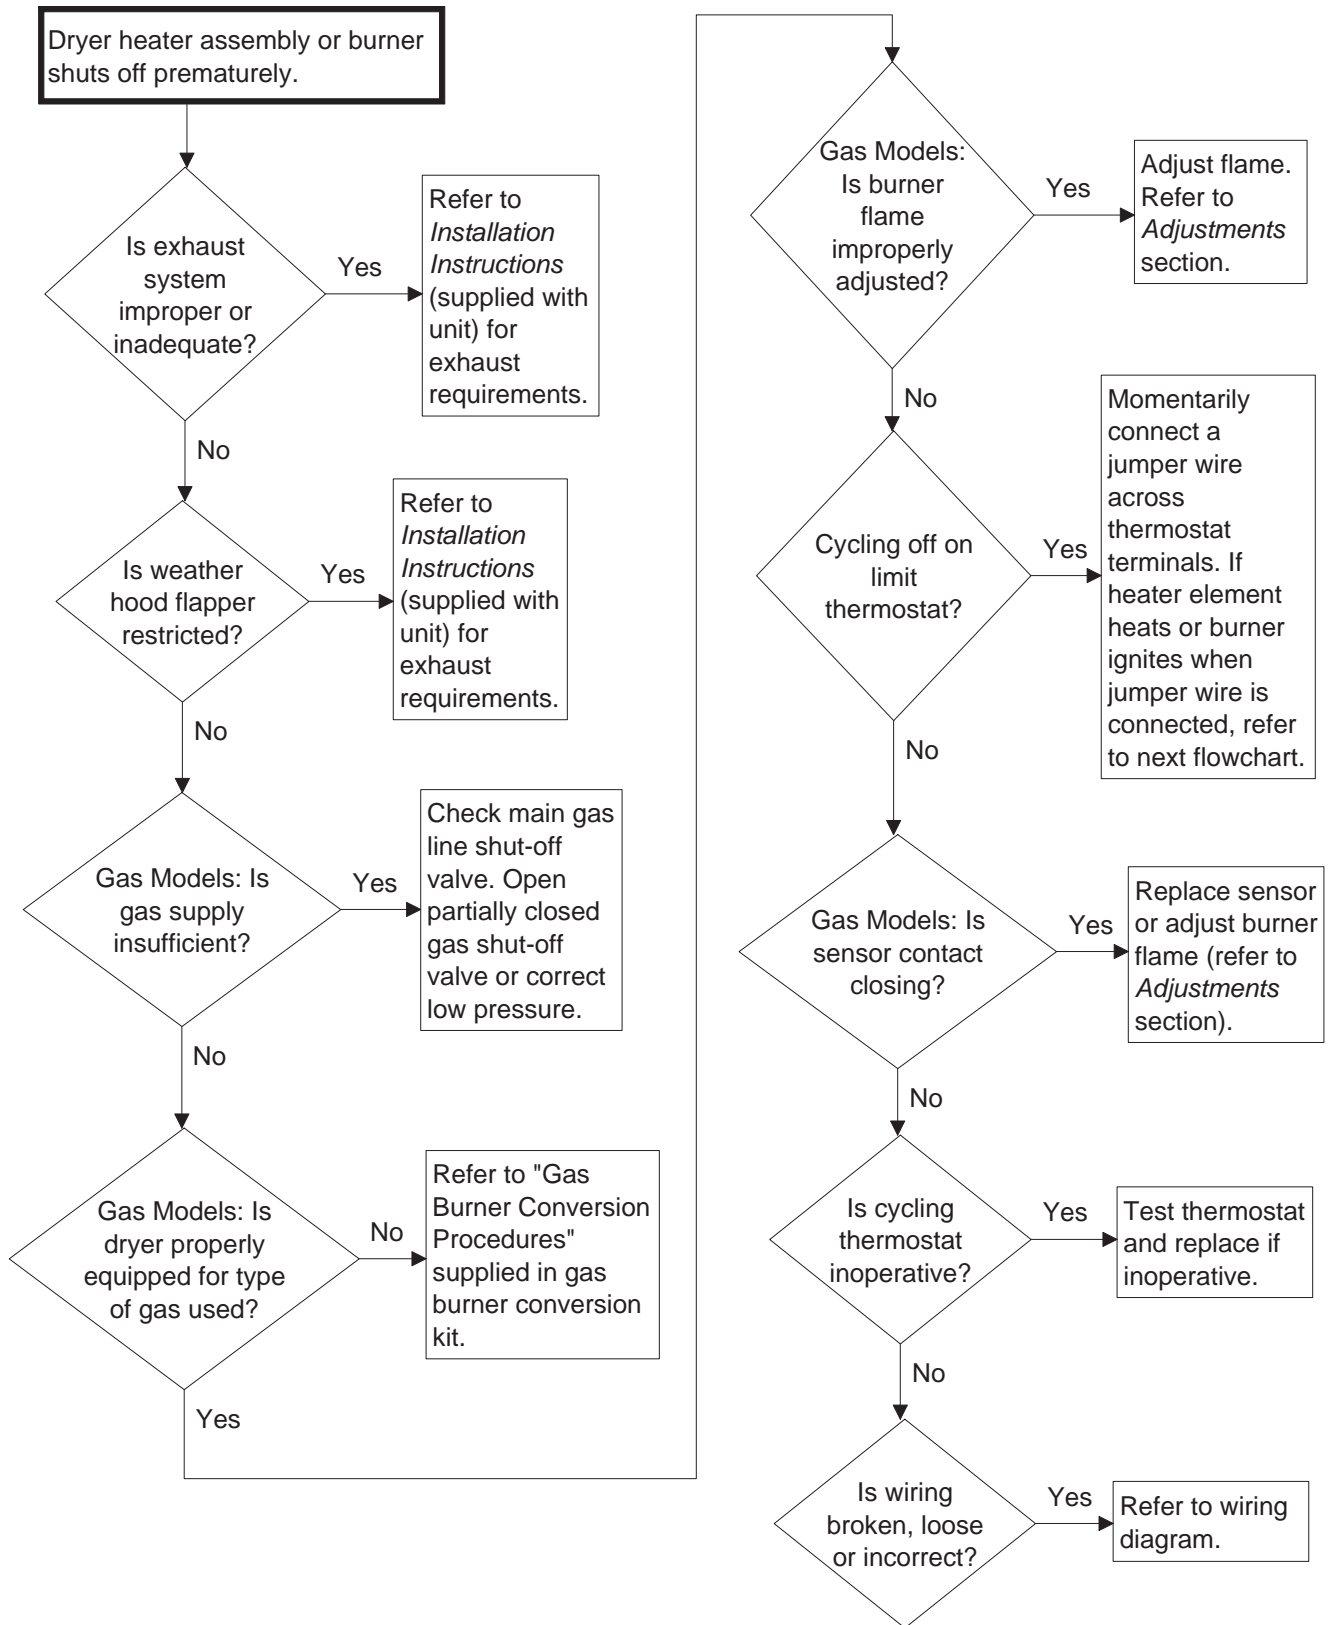 Dryer heater assembly or burner
shuts off prematurely.
Is exhaust
system
improper or
inadequate?
Yes
Refer to
Installation
Instructions
(supplied with
unit) for
exhaust
requirements.
No
Is weather
hood flapper
restricted?
Yes
Refer to
Installation
Instructions
(supplied with
unit) for
exhaust
requirements.
No
Gas Models: Is
gas supply
insufficient?
Yes
Check main gas
line shut-off
valve. Open
partially closed
gas shut-off
valve or correct
low pressure.
No
Gas Models: Is
dryer properly
equipped for type
of gas used?
No
Refer to "Gas
Burner Conversion
Procedures"
supplied in gas
burner conversion
kit.
Yes
Gas Models:
Is burner
flame
improperly
adjusted?
Yes
Adjust flame.
Refer to
Adjustments
section.
No
Cycling off on
limit
thermostat?
Yes
Momentarily
connect a
jumper wire
across
thermostat
terminals. If
heater element
heats or burner
ignites when
jumper wire is
connected, refer
to next flowchart.
No
Gas Models: Is
sensor contact
closing?
Yes
Replace sensor
or adjust burner
flame (refer to
Adjustments
section).
No
Is cycling
thermostat
inoperative?
Yes
Test thermostat
and replace if
inoperative.
No
Is wiring
broken, loose
or incorrect?
Yes
Refer to wiring
diagram.